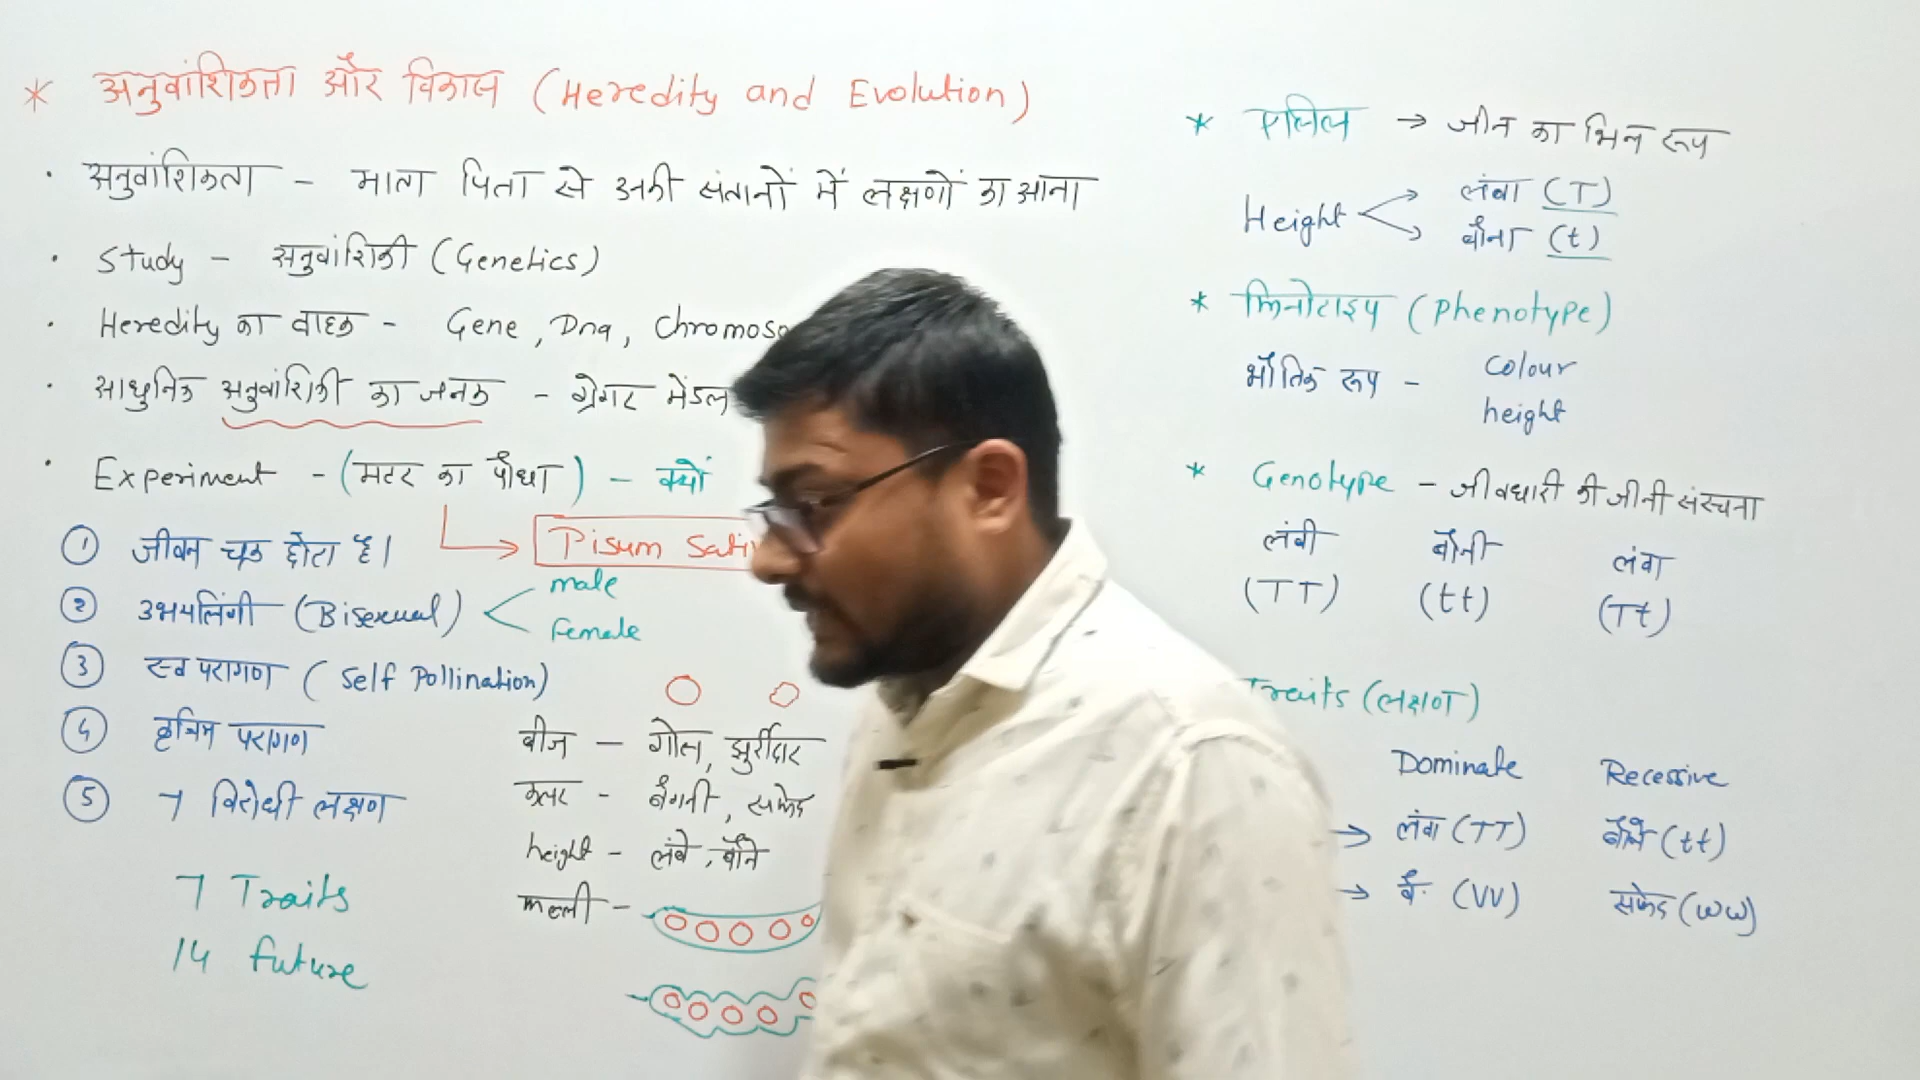 * अनुवांशिकता और विकास (Heredity and Evolution)
· अनुवांशिकता - माता पिता से उनकी संतानों में लक्षणों का आना
· Study - अनुवांशिकी (Genetics)
· Heredity का वाहक - Gene, Dna, Chromoso
· आधुनिक अनुवांशिकी का जनक - ग्रेगर मेंडल
· Experiment - (मटर का पौधा) - क्यों
→ Pisum Sati
① जीवन चक्र छोटा है।
② उभयलिंगी (Bisexual) male
Female
③ स्व परागण (Self Pollination)
④ कृत्रिम परागण
⑤ 7 विरोधी लक्षण
7 Traits
14 future
बीज - गोल, झुर्रीदार
कलर - बैगनी, सफेद
height - लंबे, बौने
फली -
* एलिल → जीन का भिन्न रूप
Height लंबा (T)
बौना (t)
* फिनोटाइप (Phenotype)
भौतिक रूप - colour
height
* Genotype - जीवधारी की जीनी संरचना
लंबी बौनी लंबा
(TT) (tt) (Tt)
Traits (लक्षण)
Dominate Recessive
→ लंबा (TT) बौने (tt)
→ बैं· (VV) सफेद (ww)